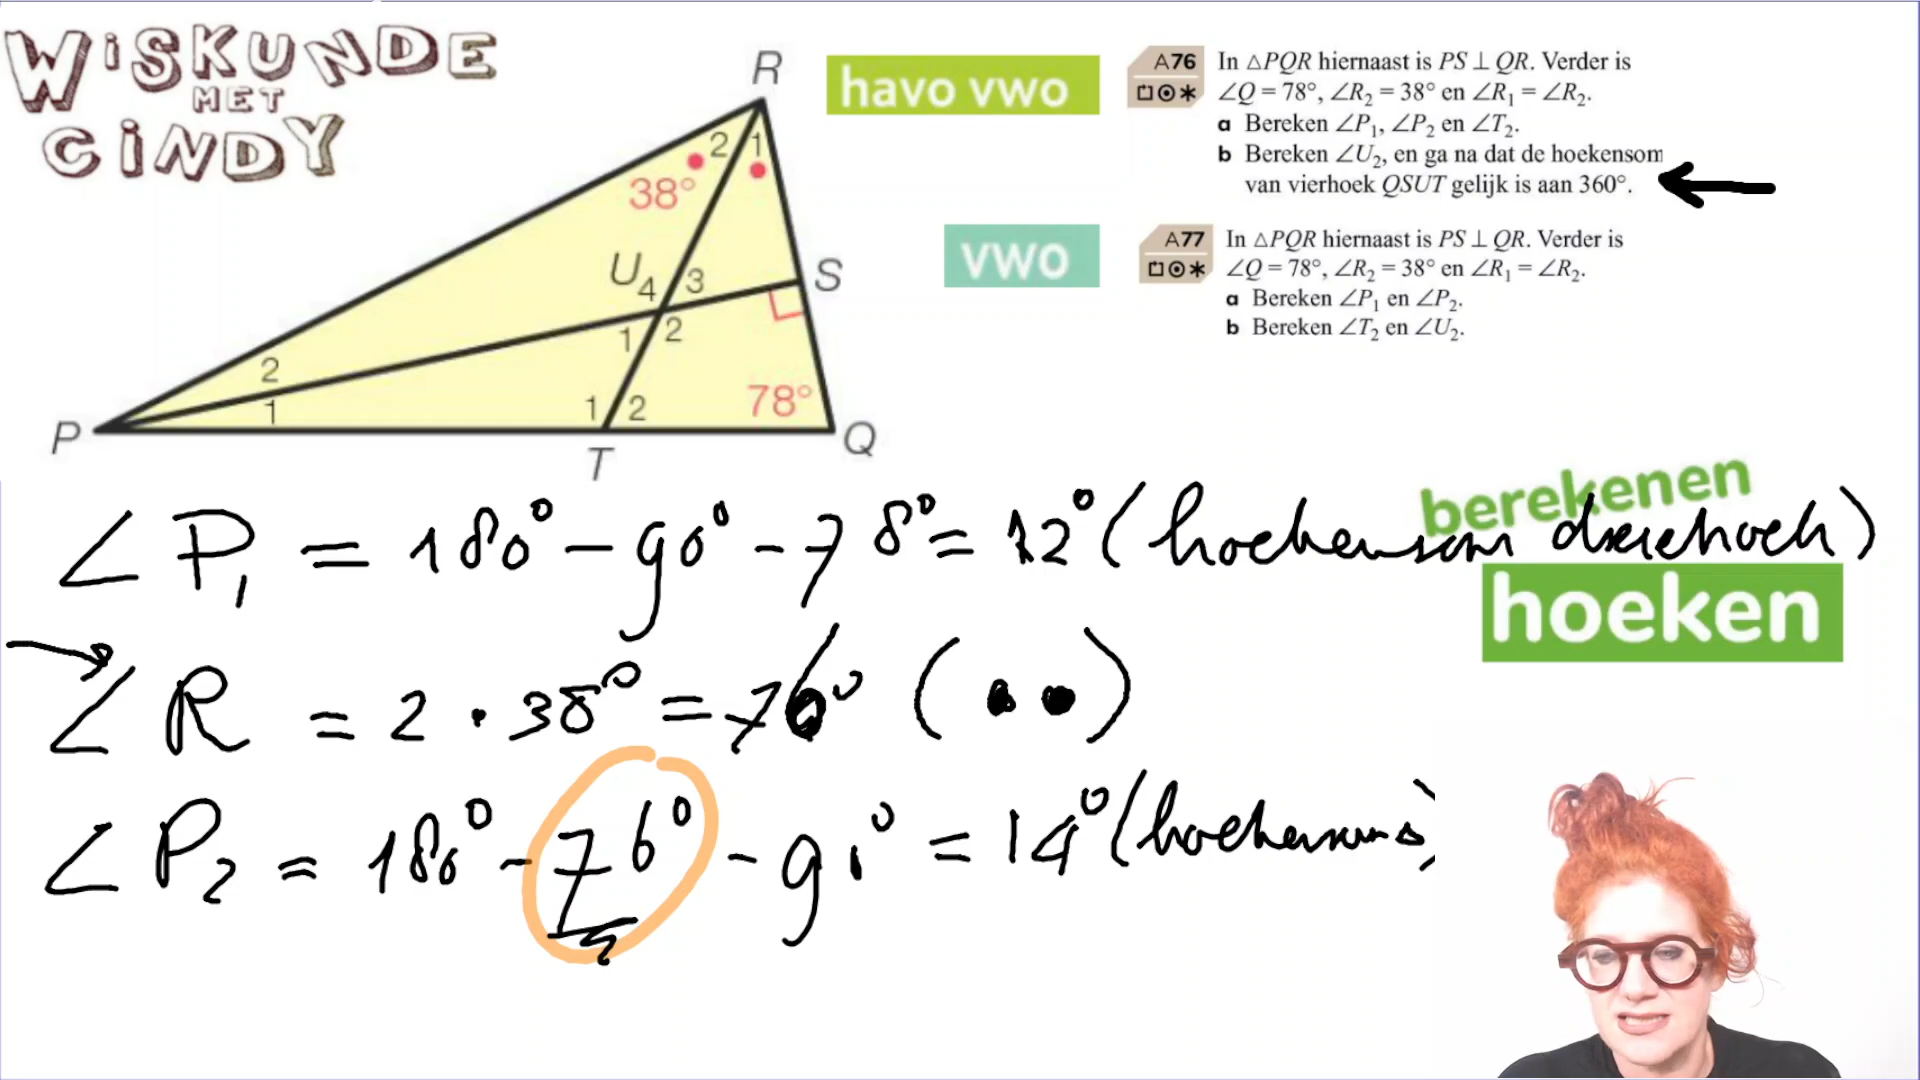 WiSKUNDE
MET
CiNDY
R
2 1
38°
U 4 3
S
1 2
2
1
78°
1 2
P
T
Q
havo vwo
A76
In △PQR hiernaast is PS ⊥ QR. Verder is
∠Q = 78°, ∠R₂ = 38° en ∠R₁ = ∠R₂.
a Bereken ∠P₁, ∠P₂ en ∠T₂.
b Bereken ∠U₂, en ga na dat de hoekensom
van vierhoek QSUT gelijk is aan 360°.
vwo
A77
In △PQR hiernaast is PS ⊥ QR. Verder is
∠Q = 78°, ∠R₂ = 38° en ∠R₁ = ∠R₂.
a Bereken ∠P₁ en ∠P₂.
b Bereken ∠T₂ en ∠U₂.
berekenen
hoeken
∠P₁ = 180° - 90° - 78° = 12° (hoekensom driehoek)
∠R = 2 · 38° = 76° (• •)
∠P₂ = 180° - 76° - 90° = 14° (hoekensom △)